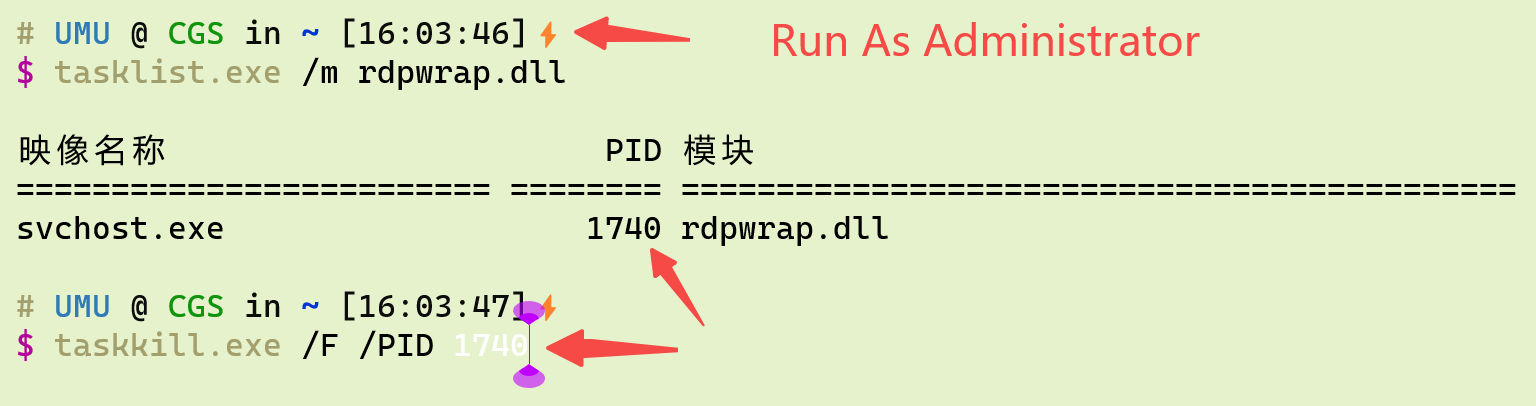 # UMU @ CGS in ~ [16:03:46]⚡ Run As Administrator
$ tasklist.exe /m rdpwrap.dll
映像名称 PID 模块
========================= ======== ============================================
svchost.exe 1740 rdpwrap.dll
# UMU @ CGS in ~ [16:03:47]⚡
$ taskkill.exe /F /PID 1740